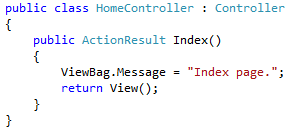 public class HomeController : Controller
{
    public ActionResult Index()
    {
        ViewBag.Message = "Index page.";
        return View();
    }
}